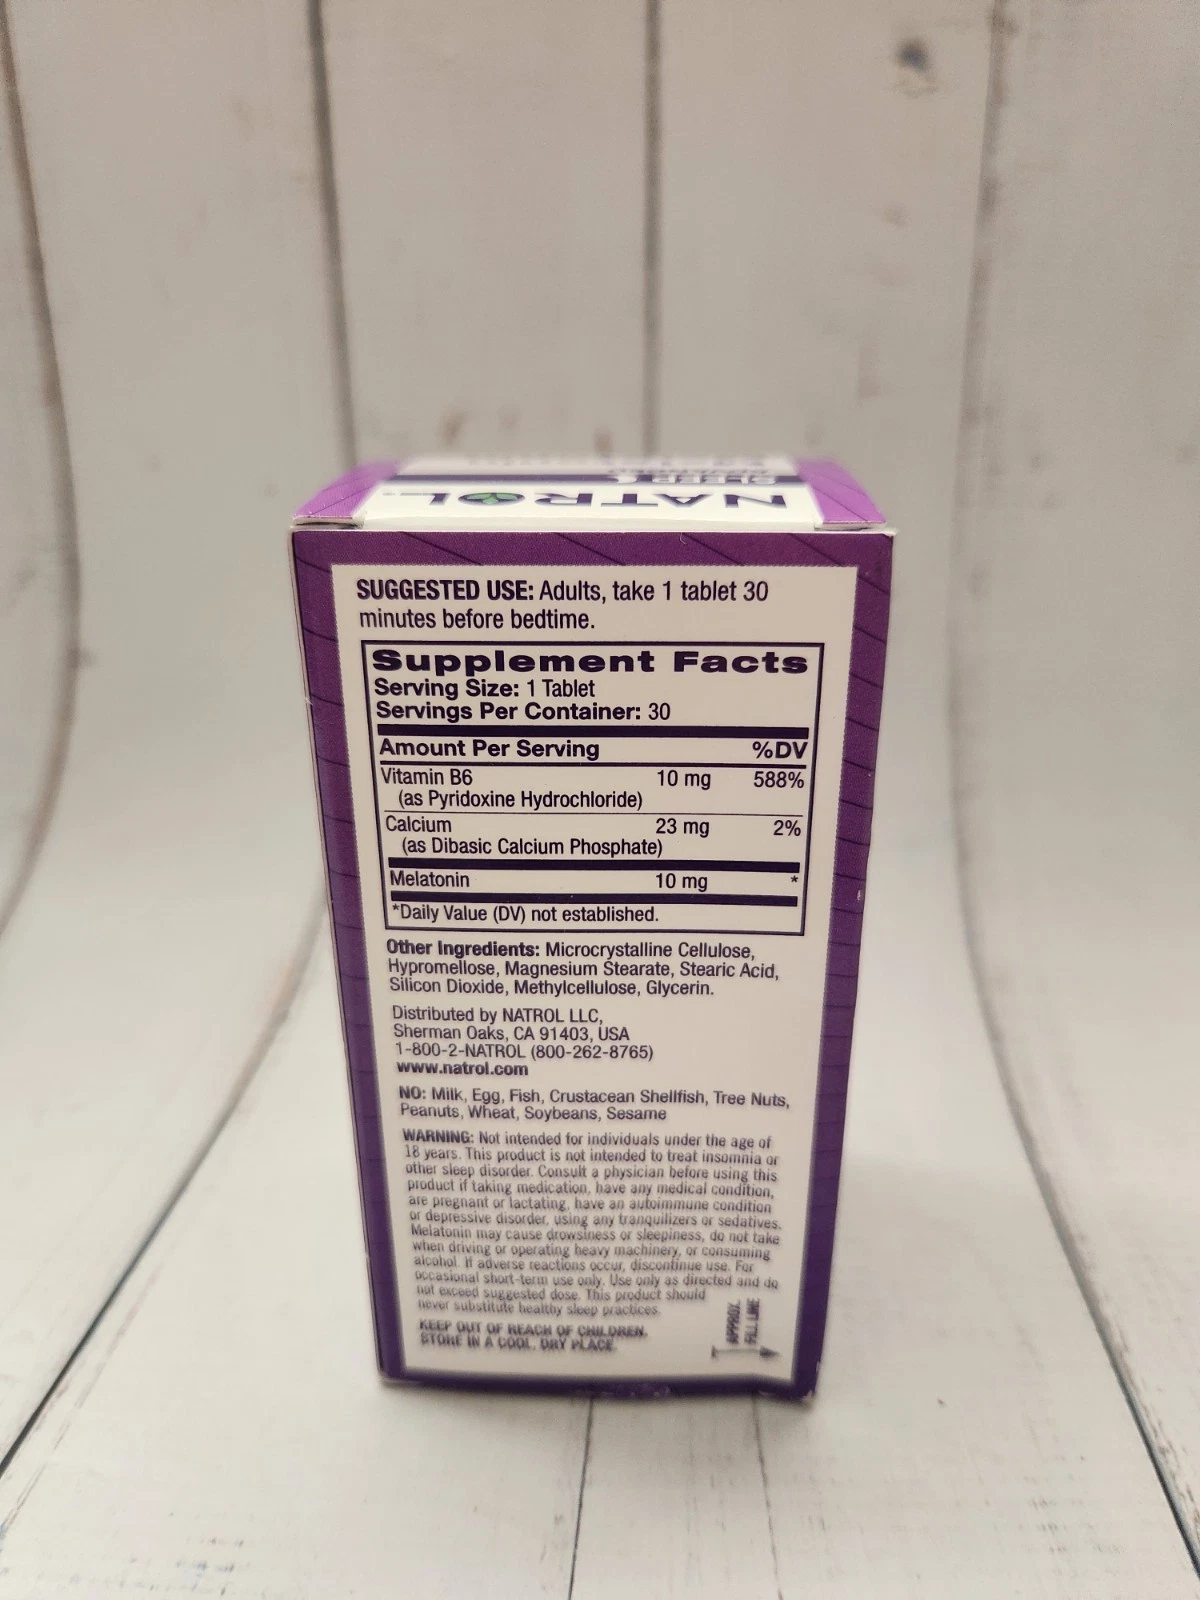 NATROL
SLEEP
SUGGESTED USE: Adults, take 1 tablet 30
minutes before bedtime.
Supplement Facts
Serving Size: 1 Tablet
Servings Per Container: 30
Amount Per Serving %DV
Vitamin B6 10 mg 588%
(as Pyridoxine Hydrochloride)
Calcium 23 mg 2%
(as Dibasic Calcium Phosphate)
Melatonin 10 mg *
*Daily Value (DV) not established.
Other Ingredients: Microcrystalline Cellulose,
Hypromellose, Magnesium Stearate, Stearic Acid,
Silicon Dioxide, Methylcellulose, Glycerin.
Distributed by NATROL LLC,
Sherman Oaks, CA 91403, USA
1-800-2-NATROL (800-262-8765)
www.natrol.com
NO: Milk, Egg, Fish, Crustacean Shellfish, Tree Nuts,
Peanuts, Wheat, Soybeans, Sesame
WARNING: Not intended for individuals under the age of
18 years. This product is not intended to treat insomnia or
other sleep disorder. Consult a physician before using this
product if taking medication, have any medical condition,
are pregnant or lactating, have an autoimmune condition
or depressive disorder, using any tranquilizers or sedatives.
Melatonin may cause drowsiness or sleepiness, do not take
when driving or operating heavy machinery, or consuming
alcohol. If adverse reactions occur, discontinue use. For
occasional short-term use only. Use only as directed and do
not exceed suggested dose. This product should
never substitute healthy sleep practices.
KEEP OUT OF REACH OF CHILDREN.
STORE IN A COOL, DRY PLACE.
APPROX.
FILL LINE